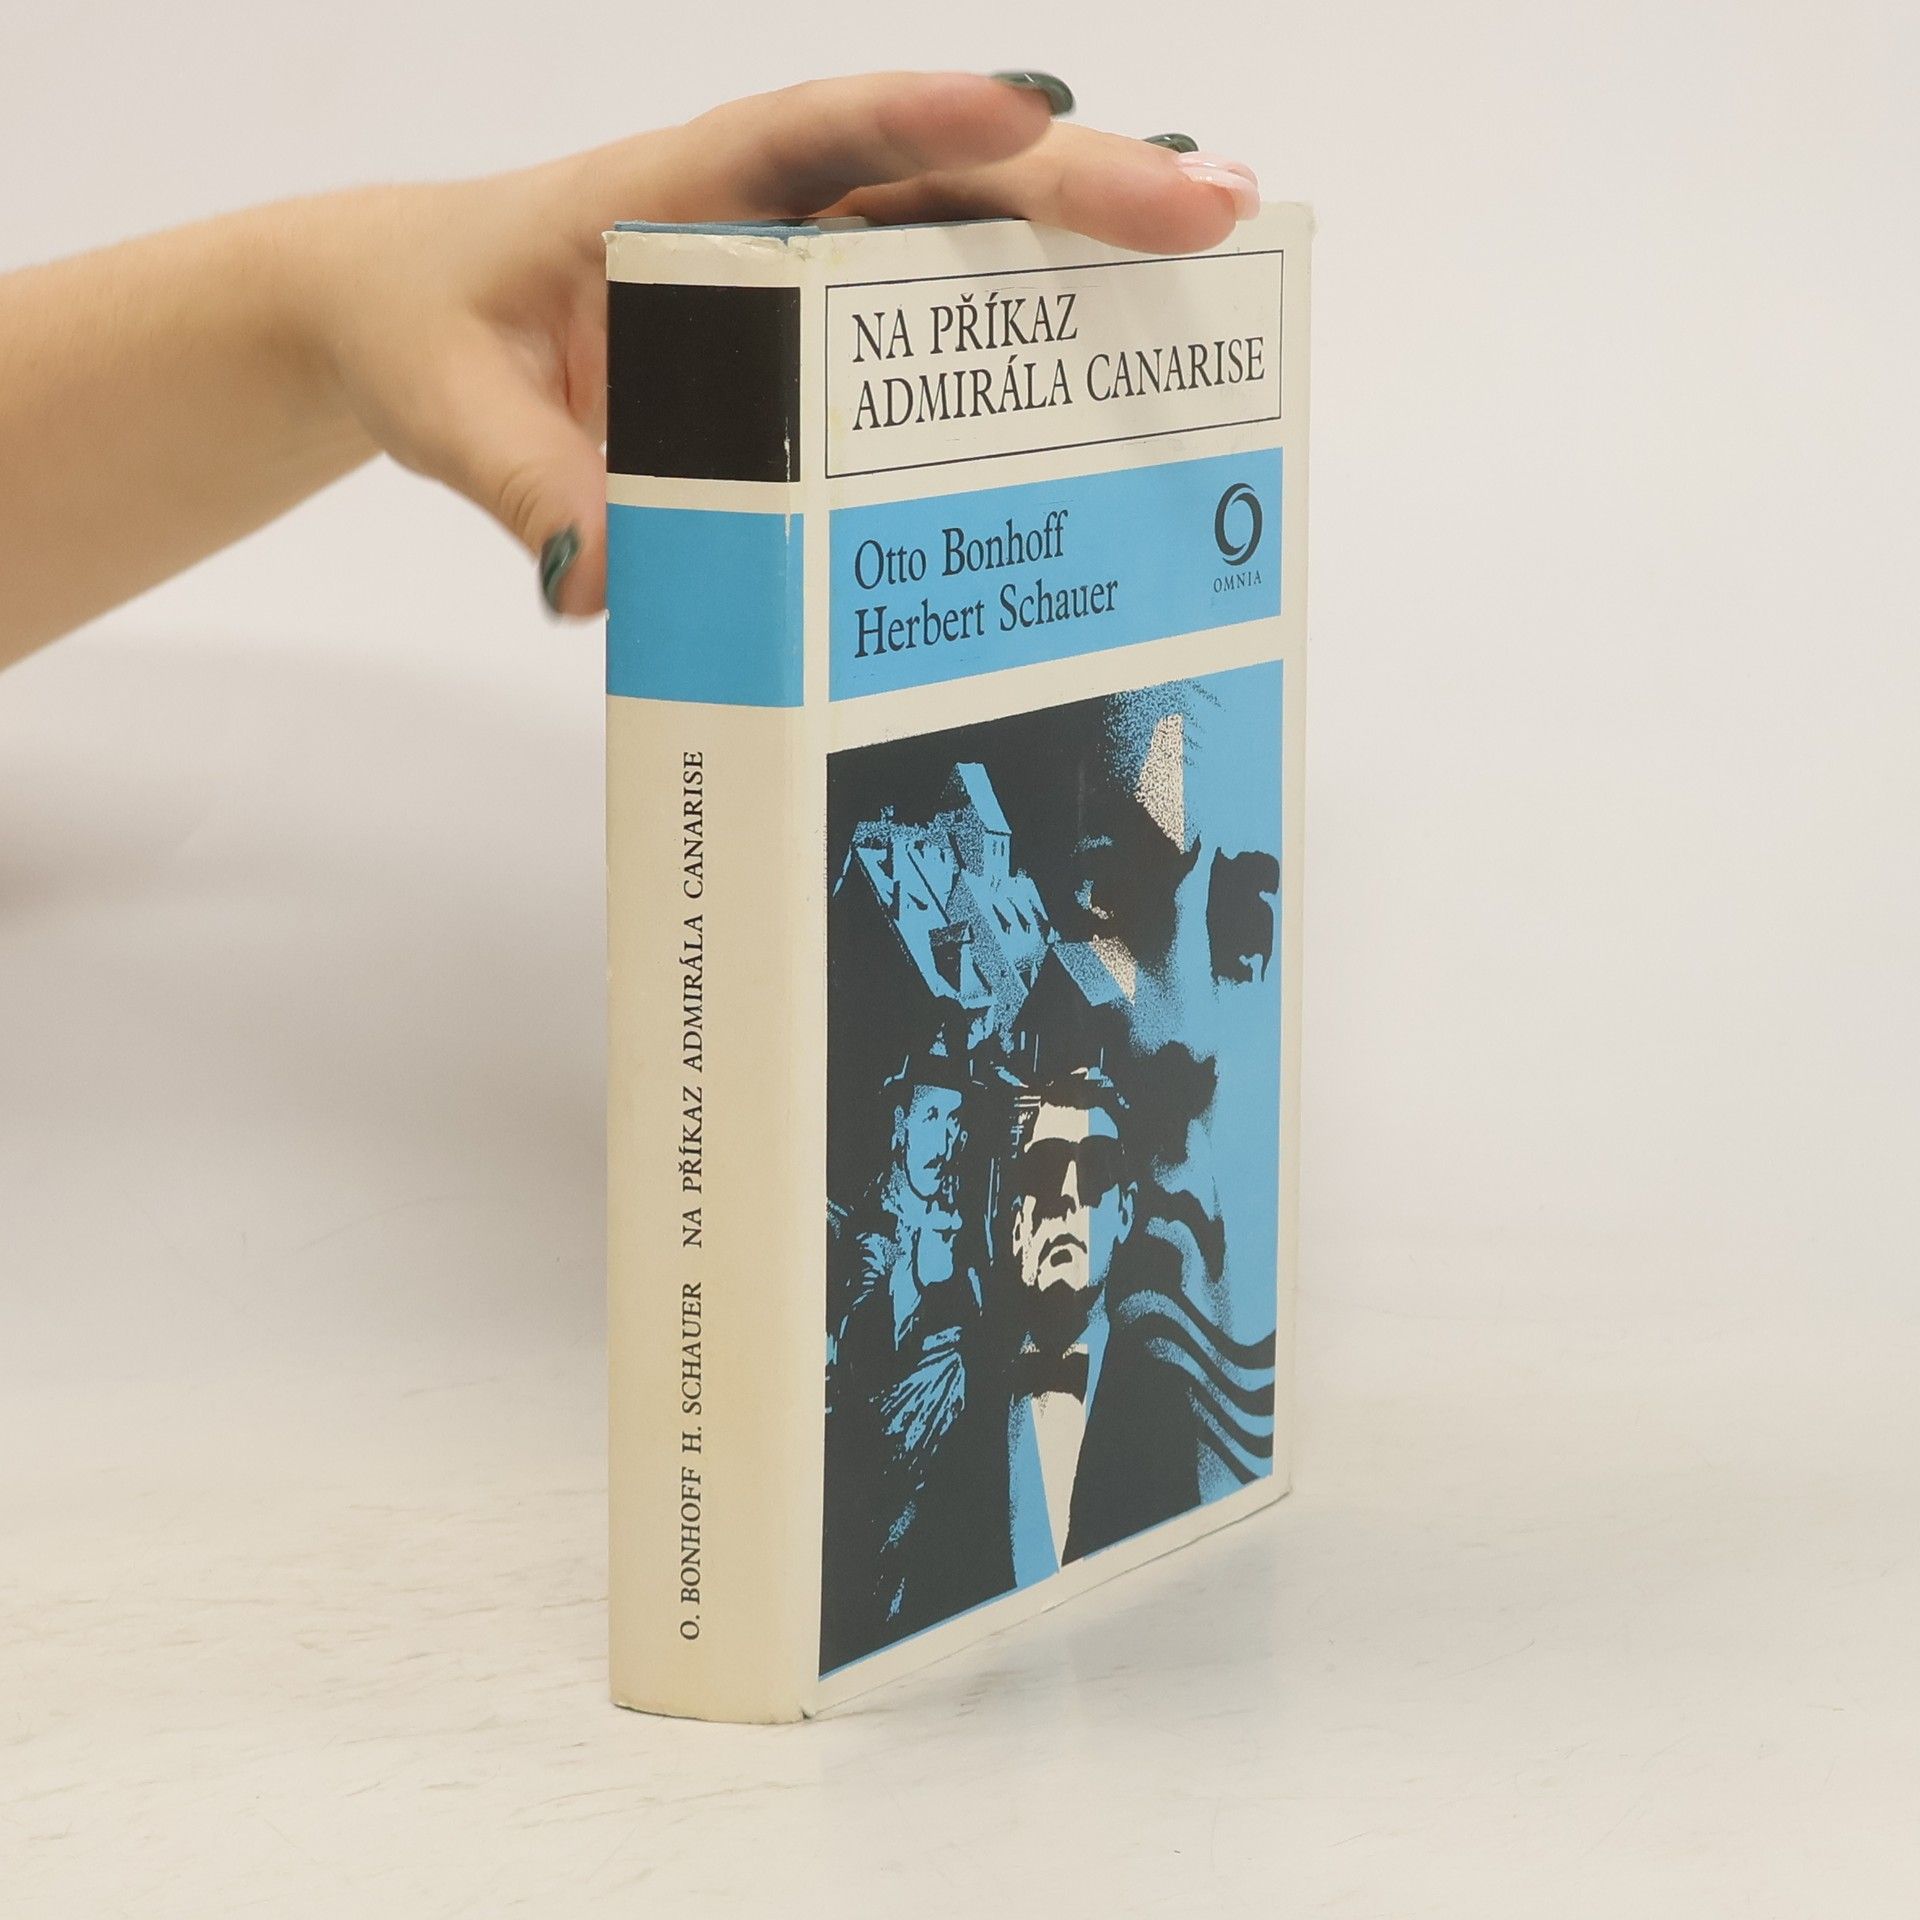 NA PŘÍKAZ
ADMIRÁLA CANARISE
Otto Bonhoff
Herbert Schauer
OMNIA
O. BONHOFF H. SCHAUER NA PŘÍKAZ ADMIRÁLA CANARISE